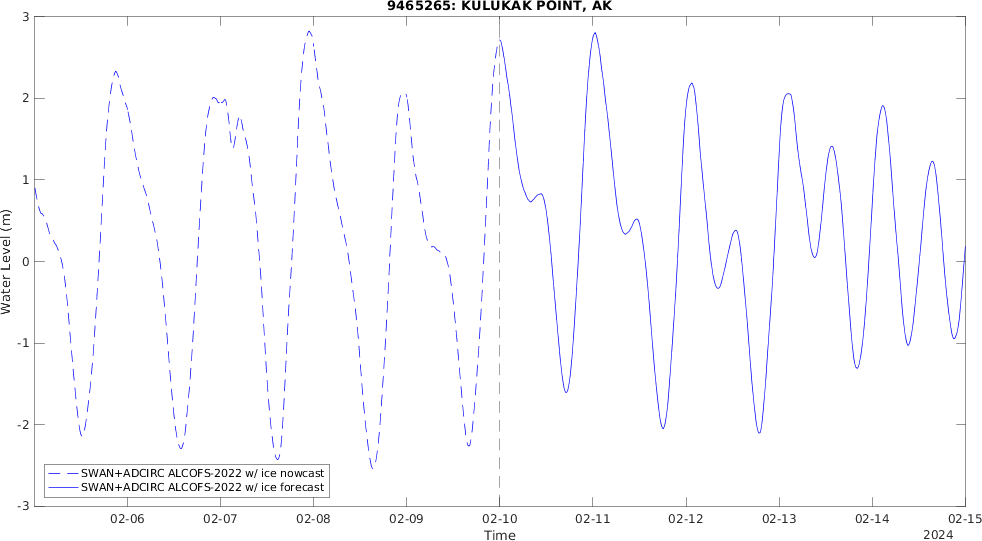 9465265: KULUKAK POINT, AK
3
2
1
0
-1
-2
-3
Water Level (m)
SWAN+ADCIRC ALCOFS-2022 w/ ice nowcast
SWAN+ADCIRC ALCOFS-2022 w/ ice forecast
02-06 02-07 02-08 02-09 02-10 02-11 02-12 02-13 02-14 02-15
Time
2024